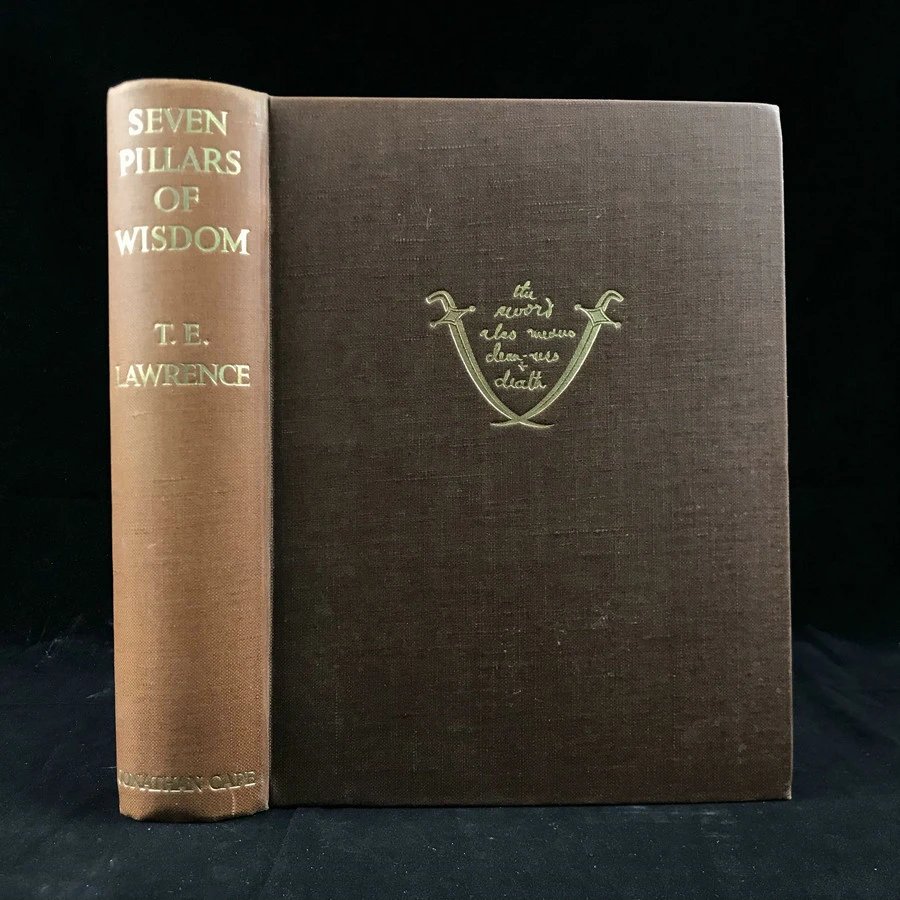 SEVEN
PILLARS
OF
WISDOM
T. E.
LAWRENCE
JONATHAN CAPE
the
sword
also means
clean-ness
+
death